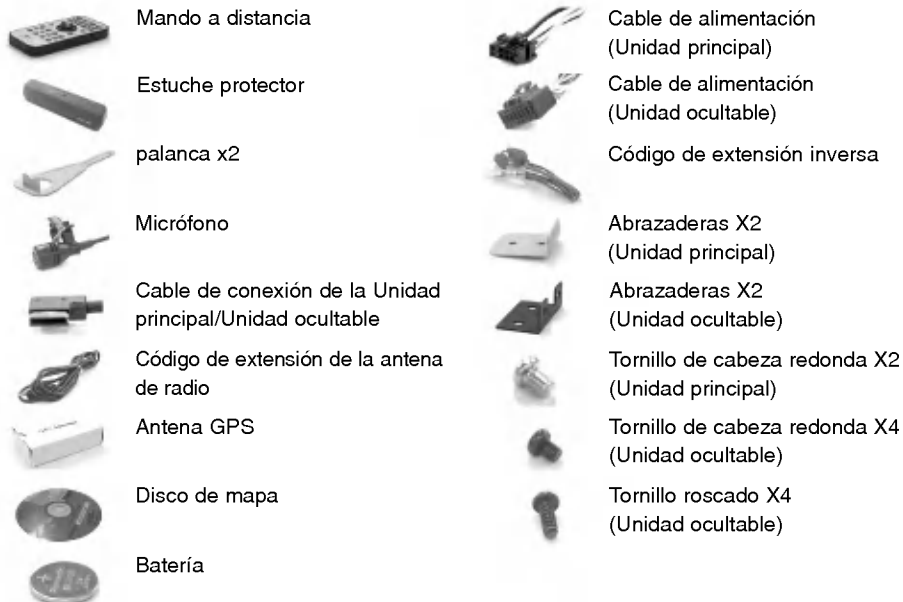 Mando a distancia
Estuche protector
palanca x2
Micrófono
Cable de conexión de la Unidad
principal/Unidad ocultable
Código de extensión de la antena
de radio
Antena GPS
Disco de mapa
Batería
Cable de alimentación
(Unidad principal)
Cable de alimentación
(Unidad ocultable)
Código de extensión inversa
Abrazaderas X2
(Unidad principal)
Abrazaderas X2
(Unidad ocultable)
Tornillo de cabeza redonda X2
(Unidad principal)
Tornillo de cabeza redonda X4
(Unidad ocultable)
Tornillo roscado X4
(Unidad ocultable)